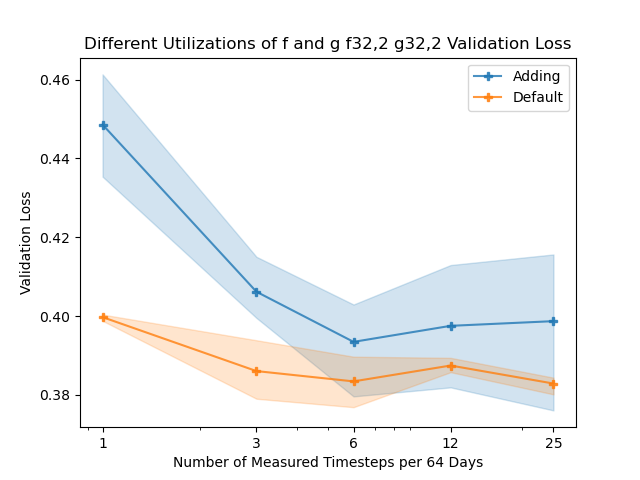 Different Utilizations of f and g f32,2 g32,2 Validation Loss
Adding
Default
0.46
0.44
0.42
0.40
0.38
Validation Loss
1 3 6 12 25
Number of Measured Timesteps per 64 Days